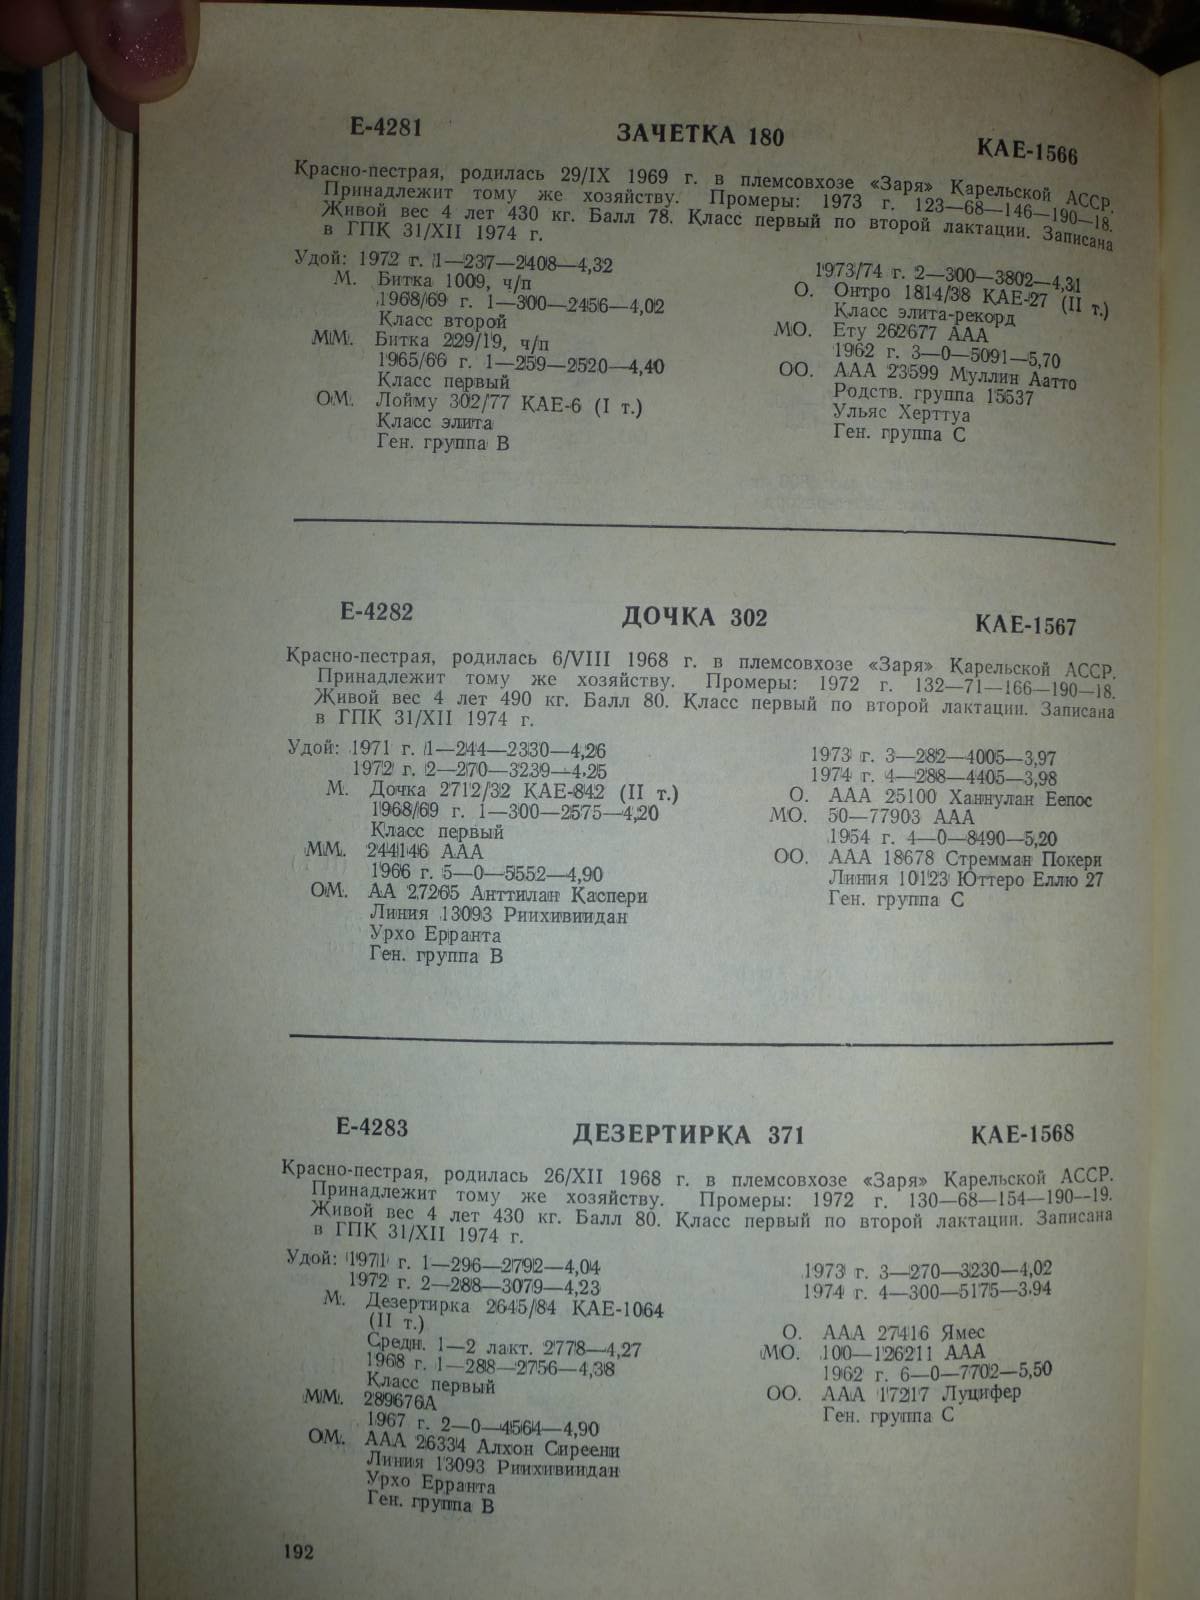 Е-4281 ЗАЧЕТКА 180 КАЕ-1566
Красно-пестрая, родилась 29/IX 1969 г. в племсовхозе «Заря» Карельской АССР.
Принадлежит тому же хозяйству. Промеры: 1973 г. 123—68—146—190—18.
Живой вес 4 лет 430 кг. Балл 78. Класс первый по второй лактации. Записана
в ГПК 31/XII 1974 г.
Удой: 1972 г. 1—237—2408—4,32
М. Битка 1009, ч/п
1968/69 г. 1—300—2456—4,02
Класс второй
ММ. Битка 229/19, ч/п
1965/66 г. 1—259—2520—4,40
Класс первый
ОМ. Лойму 302/77 КАЕ-6 (I т.)
Класс элита
Ген. группа В
1973/74 г. 2—300—3802—4,31
О. Онтро 1814/38 КАЕ-27 (II т.)
Класс элита-рекорд
МО. Ету 262677 ААА
1962 г. 3—0—5091—5,70
ОО. ААА 23599 Муллин Аатто
Родств. группа 15537
Ульяс Херттуа
Ген. группа С
Е-4282 ДОЧКА 302 КАЕ-1567
Красно-пестрая, родилась 6/VIII 1968 г. в племсовхозе «Заря» Карельской АССР.
Принадлежит тому же хозяйству. Промеры: 1972 г. 132—71—166—190—18.
Живой вес 4 лет 490 кг. Балл 80. Класс первый по второй лактации. Записана
в ГПК 31/XII 1974 г.
Удой: 1971 г. 1—244—2330—4,26
1972 г. 2—270—3239—4,25
М. Дочка 2712/32 КАЕ-842 (II т.)
1968/69 г. 1—300—2575—4,20
Класс первый
ММ. 244146 ААА
1966 г. 5—0—5552—4,90
ОМ. АА 27265 Анттилан Каспери
Линия 13093 Риихивиидан
Урхо Ерранта
Ген. группа В
1973 г. 3—282—4005—3,97
1974 г. 4—288—4405—3,98
О. ААА 25100 Ханнулан Еепос
МО. 50—77903 ААА
1954 г. 4—0—8490—5,20
ОО. ААА 18678 Стремман Покери
Линия 10123 Юттеро Еллю 27
Ген. группа С
Е-4283 ДЕЗЕРТИРКА 371 КАЕ-1568
Красно-пестрая, родилась 26/XII 1968 г. в племсовхозе «Заря» Карельской АССР.
Принадлежит тому же хозяйству. Промеры: 1972 г. 130—68—154—190—19.
Живой вес 4 лет 430 кг. Балл 80. Класс первый по второй лактации. Записана
в ГПК 31/XII 1974 г.
Удой: 1971 г. 1—296—2792—4,04
1972 г. 2—288—3079—4,23
М. Дезертирка 2645/84 КАЕ-1064
(II т.)
Средн. 1—2 лакт. 2778—4,27
1968 г. 1—288—2756—4,38
Класс первый
ММ. 289676А
1967 г. 2—0—4564—4,90
ОМ. ААА 26334 Алхон Сиреени
Линия 13093 Риихивиидан
Урхо Ерранта
Ген. группа В
1973 г. 3—270—3230—4,02
1974 г. 4—300—5175—3,94
О. ААА 27416 Ямес
МО. 100—126211 ААА
1962 г. 6—0—7702—5,50
ОО. ААА 17217 Луцифер
Ген. группа С
192